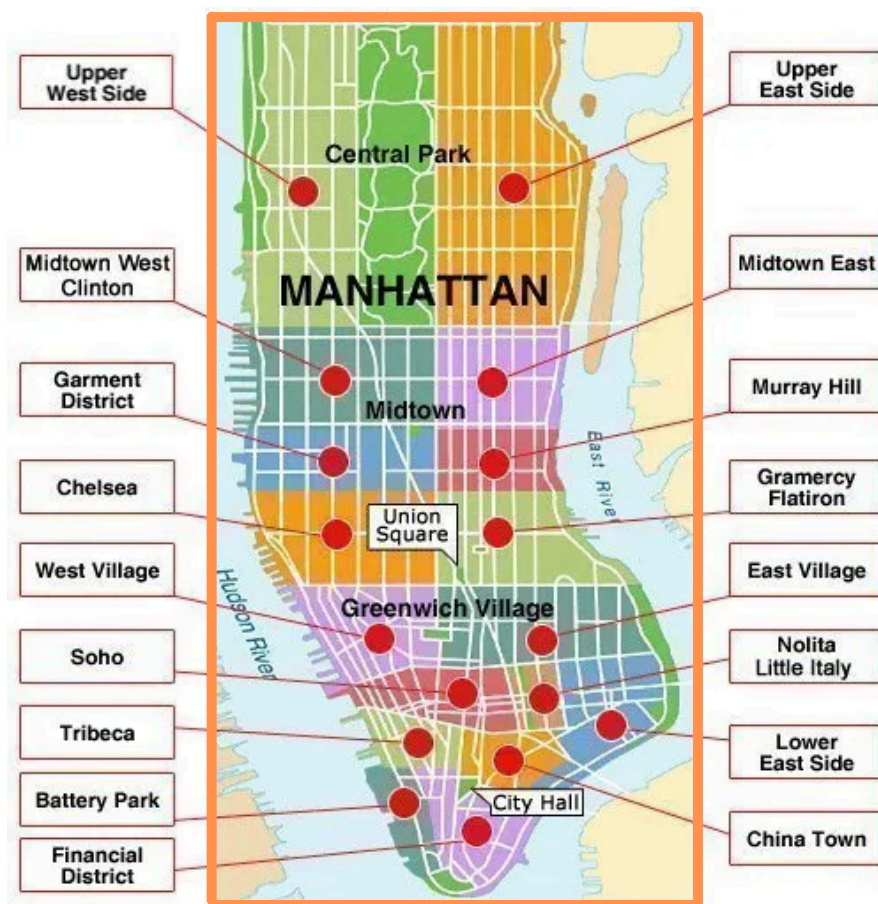 Upper
West Side
Midtown West
Clinton
Garment
District
Chelsea
West Village
Soho
Tribeca
Battery Park
Financial
District
Central Park
MANHATTAN
Midtown
Union
Square
Greenwich Village
City Hall
Hudson River
East River
Upper
East Side
Midtown East
Murray Hill
Gramercy
Flatiron
East Village
Nolita
Little Italy
Lower
East Side
China Town